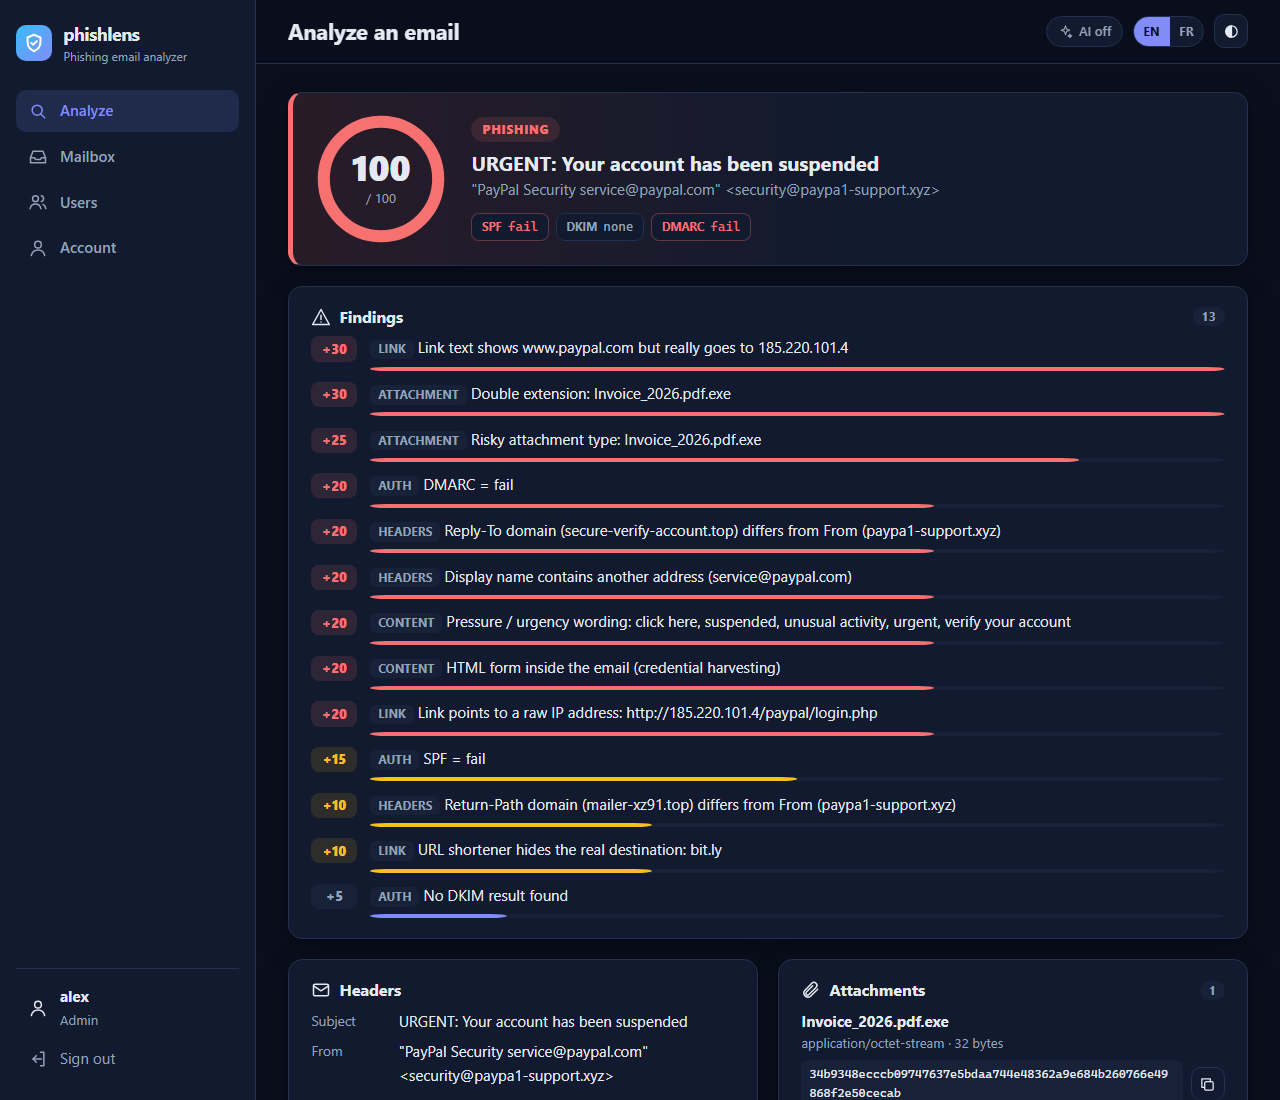 phishlens
Phishing email analyzer
Analyze
Mailbox
Users
Account
alex
Admin
Sign out
Analyze an email
AI off
EN
FR
100
/ 100
PHISHING
URGENT: Your account has been suspended
"PayPal Security service@paypal.com" <security@paypa1-support.xyz>
SPF fail
DKIM none
DMARC fail
Findings
13
+30 LINK Link text shows www.paypal.com but really goes to 185.220.101.4
+30 ATTACHMENT Double extension: Invoice_2026.pdf.exe
+25 ATTACHMENT Risky attachment type: Invoice_2026.pdf.exe
+20 AUTH DMARC = fail
+20 HEADERS Reply-To domain (secure-verify-account.top) differs from From (paypa1-support.xyz)
+20 HEADERS Display name contains another address (service@paypal.com)
+20 CONTENT Pressure / urgency wording: click here, suspended, unusual activity, urgent, verify your account
+20 CONTENT HTML form inside the email (credential harvesting)
+20 LINK Link points to a raw IP address: http://185.220.101.4/paypal/login.php
+15 AUTH SPF = fail
+10 HEADERS Return-Path domain (mailer-xz91.top) differs from From (paypa1-support.xyz)
+10 LINK URL shortener hides the real destination: bit.ly
+5 AUTH No DKIM result found
Headers
Subject URGENT: Your account has been suspended
From "PayPal Security service@paypal.com"
<security@paypa1-support.xyz>
Attachments
1
Invoice_2026.pdf.exe
application/octet-stream · 32 bytes
34b9348ecccb09747637e5bdaa744e48362a9e684b260766e49
868f2e50cecab